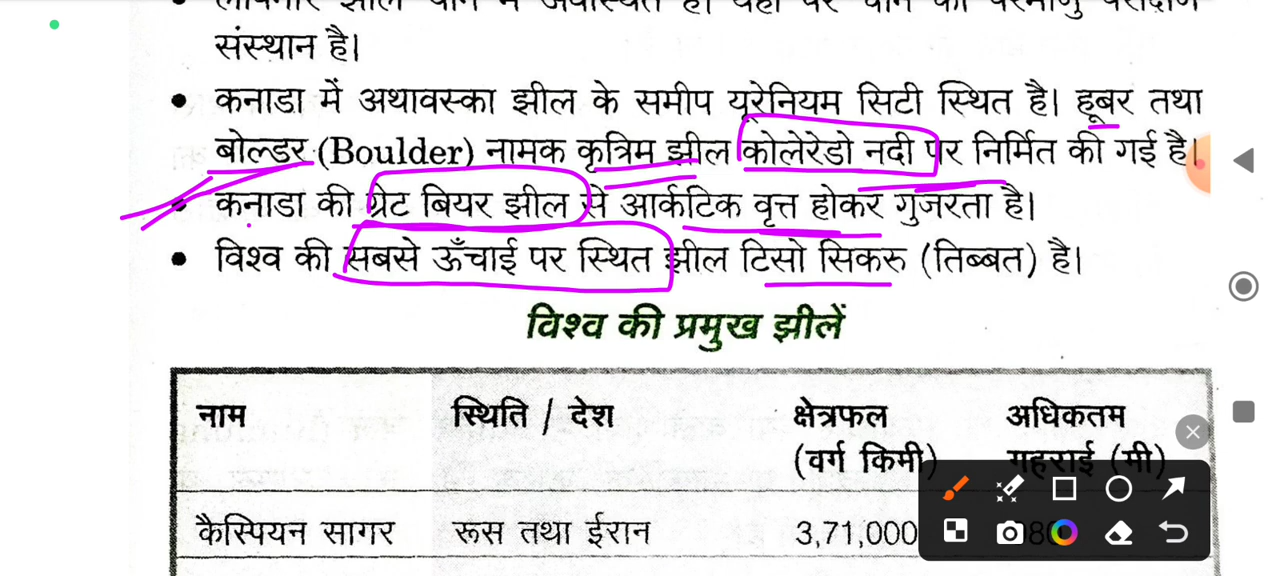 संस्थान है।
• कनाडा में अथावस्का झील के समीप यूरेनियम सिटी स्थित है। हूबर तथा
बोल्डर (Boulder) नामक कृत्रिम झील कोलेरेडो नदी पर निर्मित की गई है।
• कनाडा की ग्रेट बियर झील से आर्कटिक वृत्त होकर गुजरता है।
• विश्व की सबसे ऊँचाई पर स्थित झील टिसो सिकरु (तिब्बत) है।
विश्व की प्रमुख झीलें
नाम स्थिति / देश क्षेत्रफल अधिकतम
(वर्ग किमी) गहराई (मी)
कैस्पियन सागर रूस तथा ईरान 3,71,000